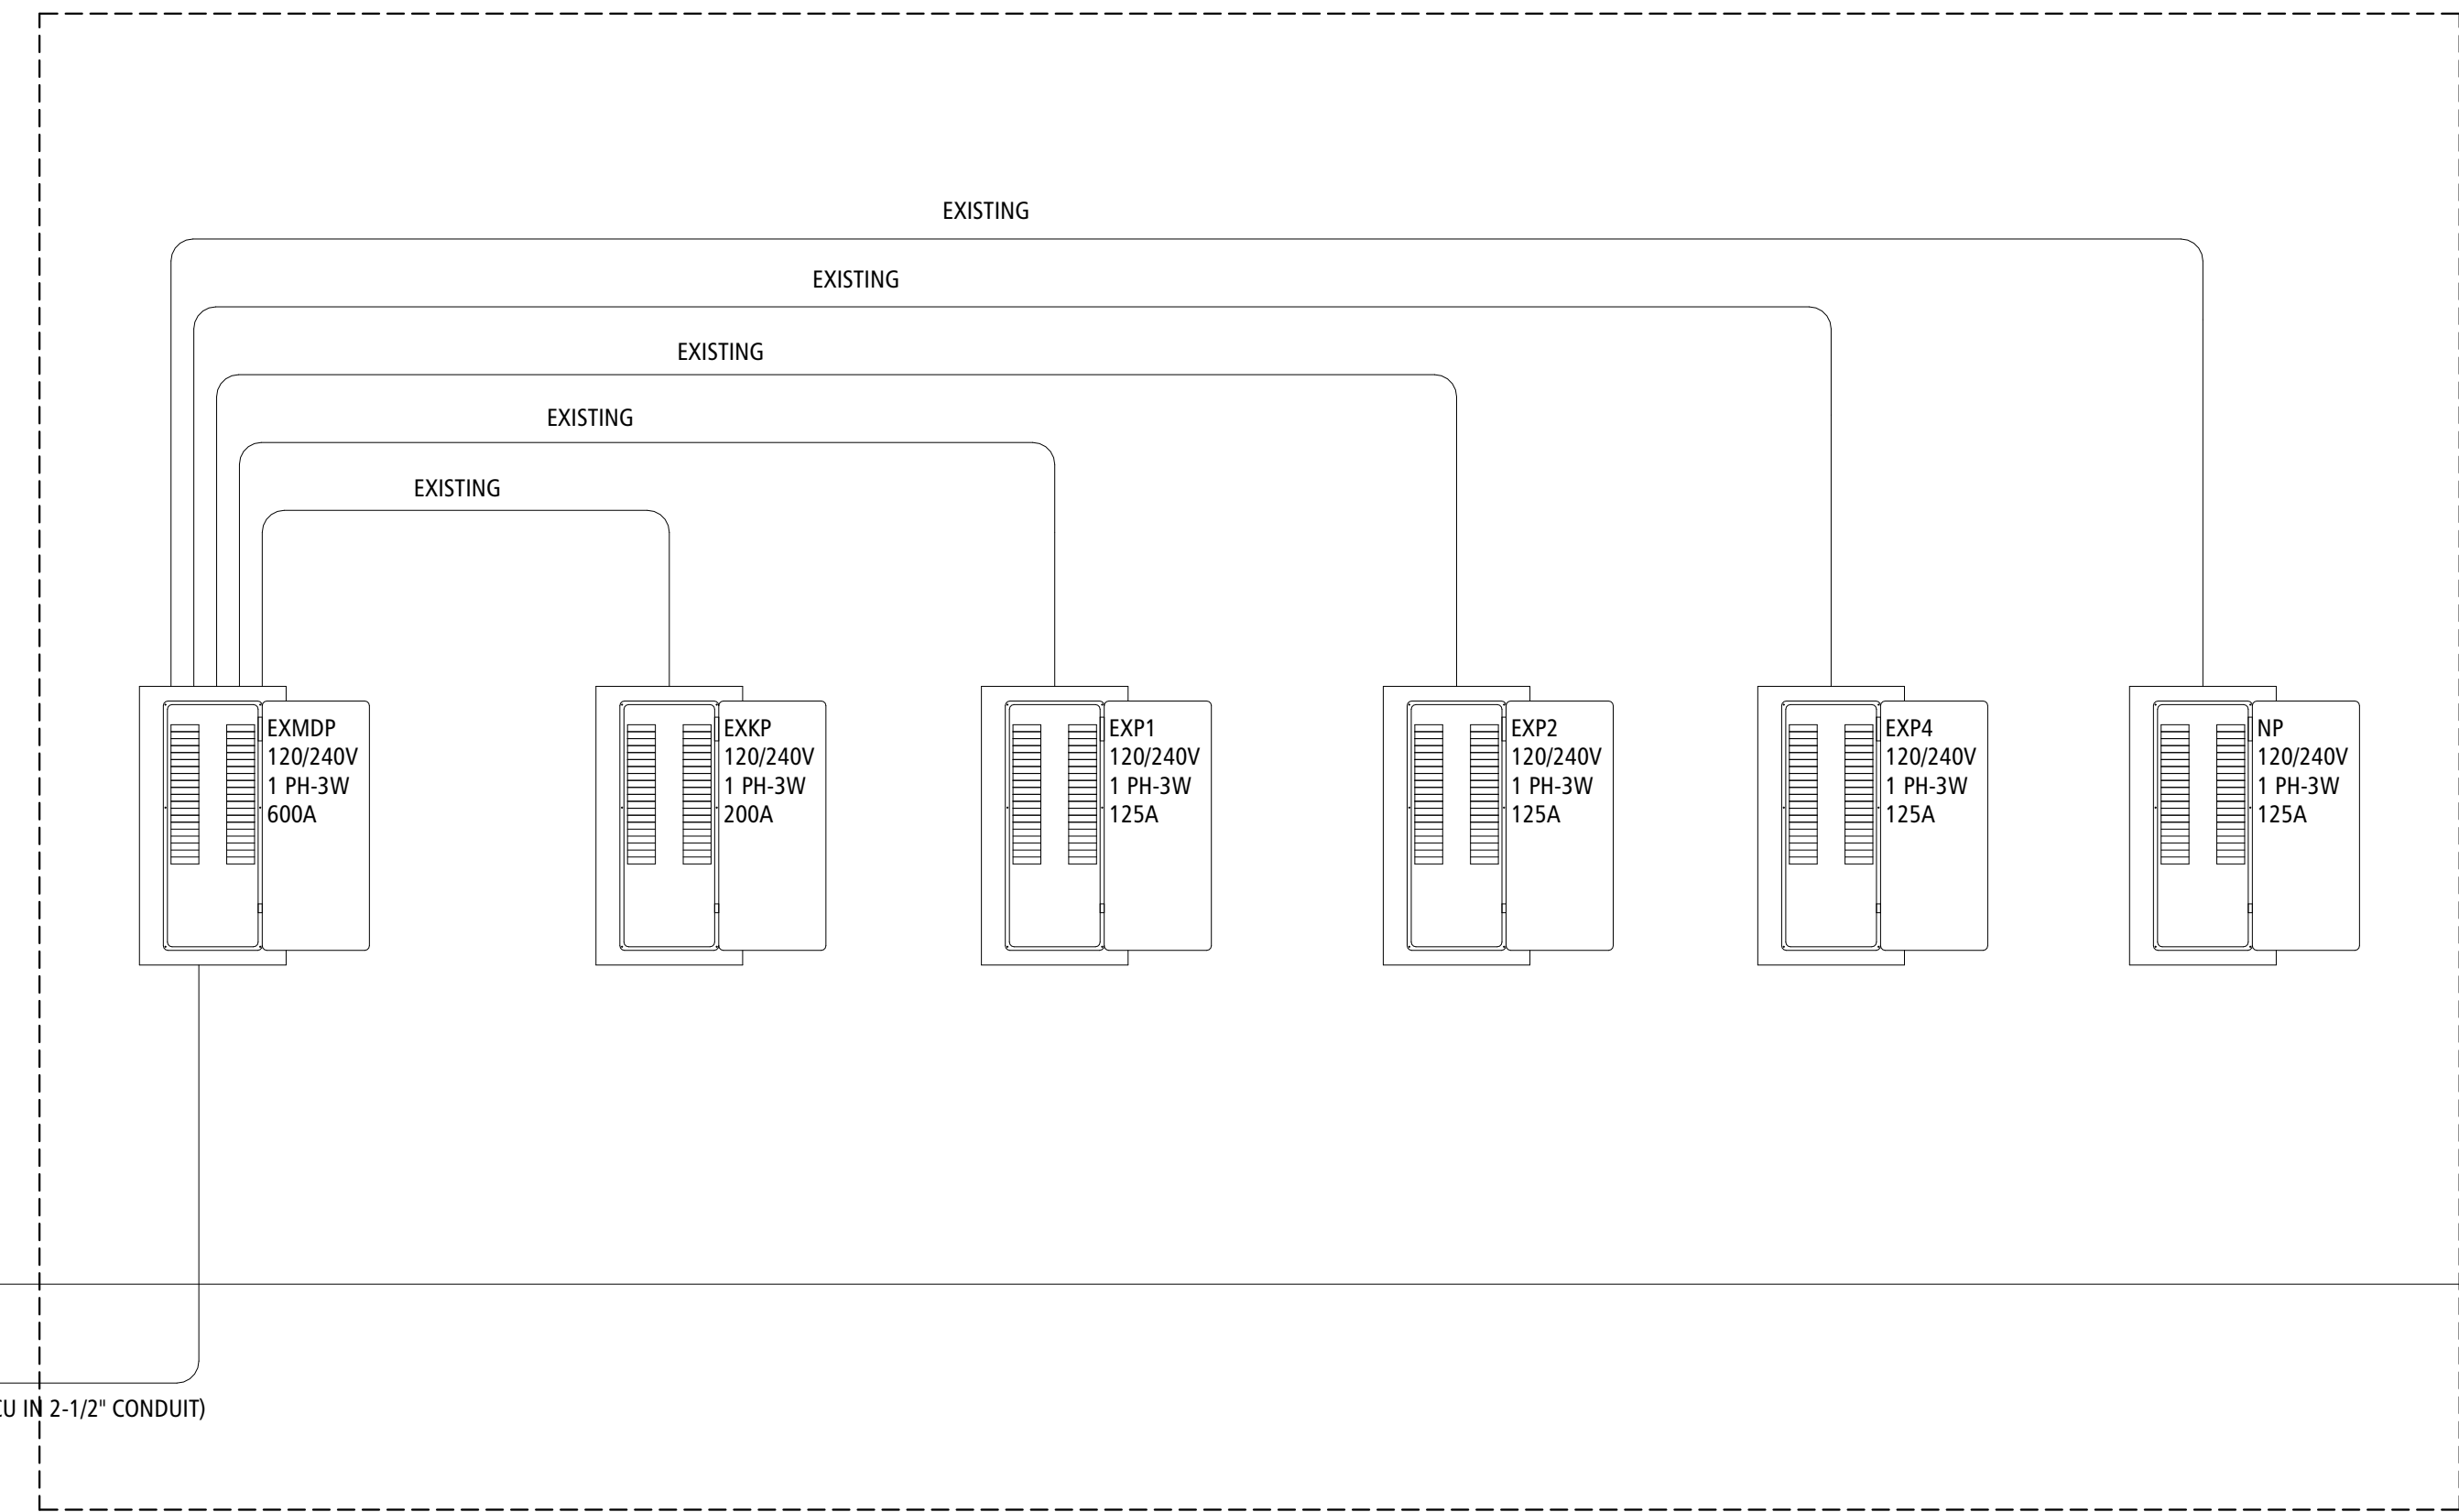 EXISTING
EXISTING
EXISTING
EXISTING
EXISTING
EXMDP
120/240V
1 PH-3W
600A
EXKP
120/240V
1 PH-3W
200A
EXP1
120/240V
1 PH-3W
125A
EXP2
120/240V
1 PH-3W
125A
EXP4
120/240V
1 PH-3W
125A
NP
120/240V
1 PH-3W
125A
CU IN 2-1/2" CONDUIT)